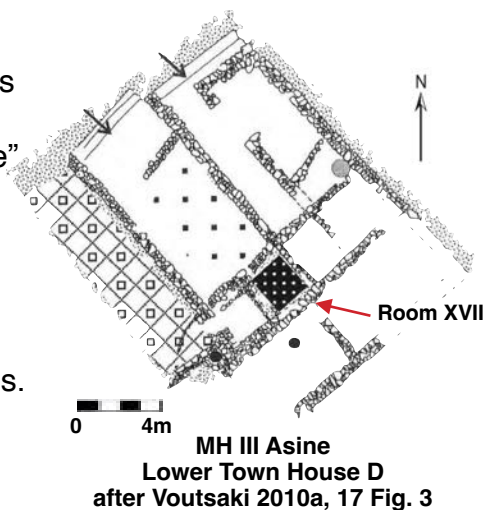 s
e”
N
Room XVII
s.
0 4m
MH III Asine
Lower Town House D
after Voutsaki 2010a, 17 Fig. 3